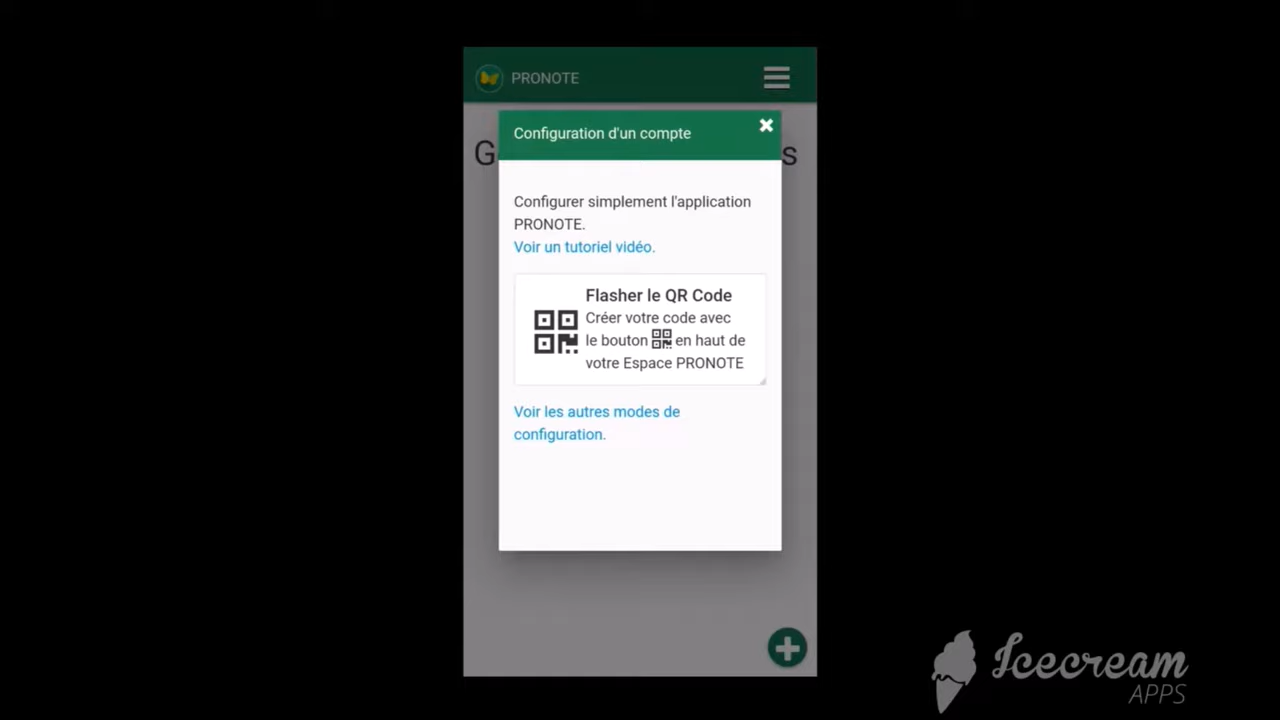 PRONOTE
G
s
Configuration d'un compte
Configurer simplement l'application
PRONOTE.
Voir un tutoriel vidéo.
Flasher le QR Code
Créer votre code avec
le bouton en haut de
votre Espace PRONOTE
Voir les autres modes de
configuration.
Icecream
APPS